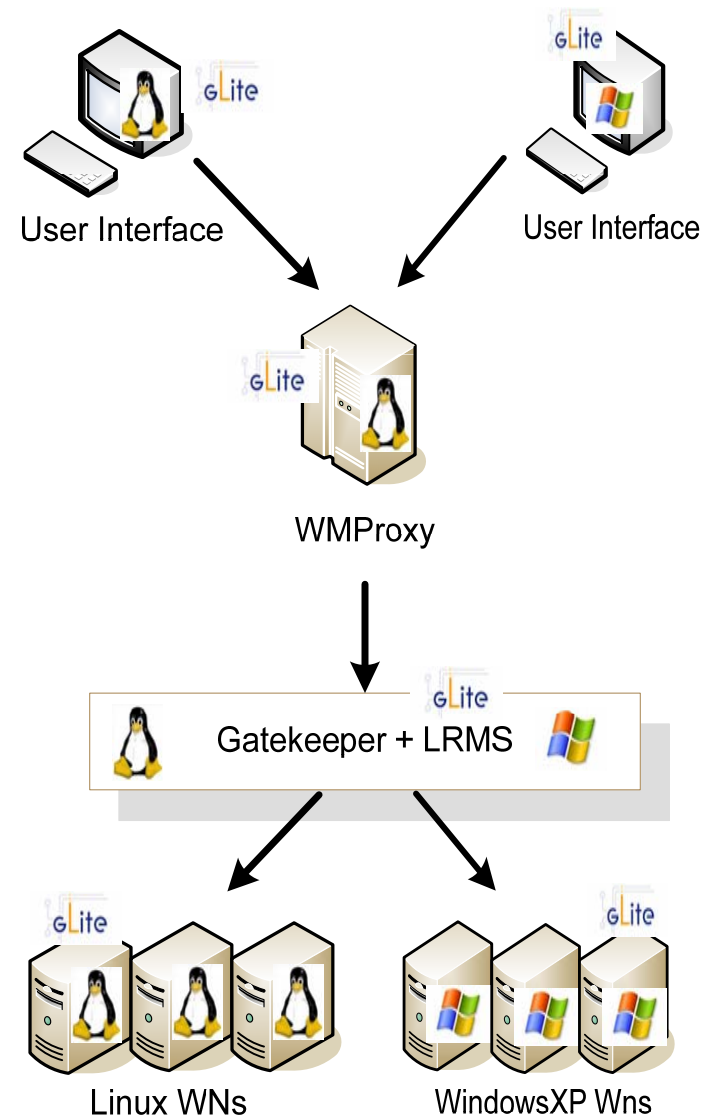 gLite
gLite
User Interface
User Interface
gLite
WMProxy
gLite
Gatekeeper + LRMS
gLite
gLite
Linux WNs
WindowsXP Wns